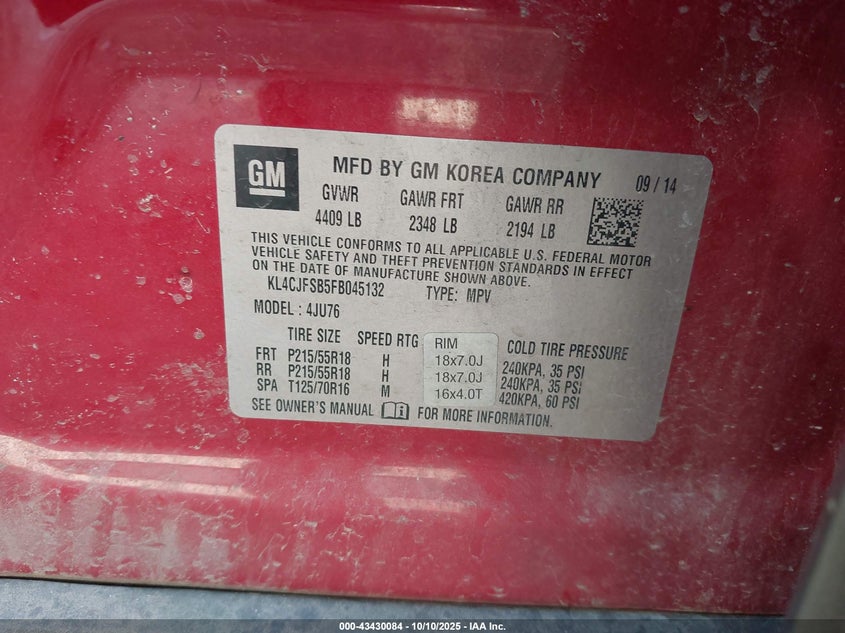 GM
MFD BY GM KOREA COMPANY 09 / 14
GVWR GAWR FRT GAWR RR
4409 LB 2348 LB 2194 LB
THIS VEHICLE CONFORMS TO ALL APPLICABLE U.S. FEDERAL MOTOR
VEHICLE SAFETY AND THEFT PREVENTION STANDARDS IN EFFECT
ON THE DATE OF MANUFACTURE SHOWN ABOVE.
KL4CJFSB5FB045132 TYPE: MPV
MODEL : 4JU76
TIRE SIZE SPEED RTG RIM COLD TIRE PRESSURE
FRT P215/55R18 H 18x7.0J 240KPA, 35 PSI
RR P215/55R18 H 18x7.0J 240KPA, 35 PSI
SPA T125/70R16 M 16x4.0T 420KPA, 60 PSI
SEE OWNER'S MANUAL FOR MORE INFORMATION.
000-43430084 - 10/10/2025 - IAA Inc.